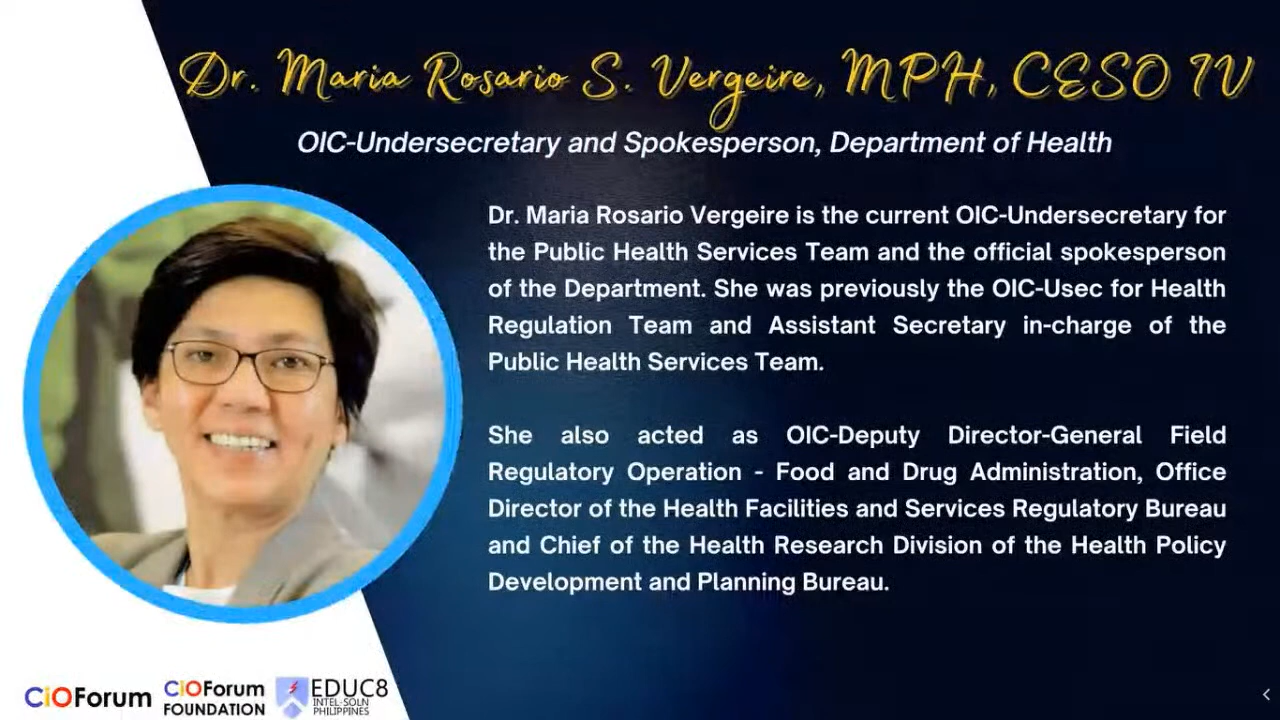 Dr. Maria Rosario S. Vergeire, MPH, CESO IV
OIC-Undersecretary and Spokesperson, Department of Health
Dr. Maria Rosario Vergeire is the current OIC-Undersecretary for
the Public Health Services Team and the official spokesperson
of the Department. She was previously the OIC-Usec for Health
Regulation Team and Assistant Secretary in-charge of the
Public Health Services Team.
She also acted as OIC-Deputy Director-General Field
Regulatory Operation - Food and Drug Administration, Office
Director of the Health Facilities and Services Regulatory Bureau
and Chief of the Health Research Division of the Health Policy
Development and Planning Bureau.
CiOForum
CiOForum
FOUNDATION
EDUC8
INTEL-SOLN
PHILIPPINES